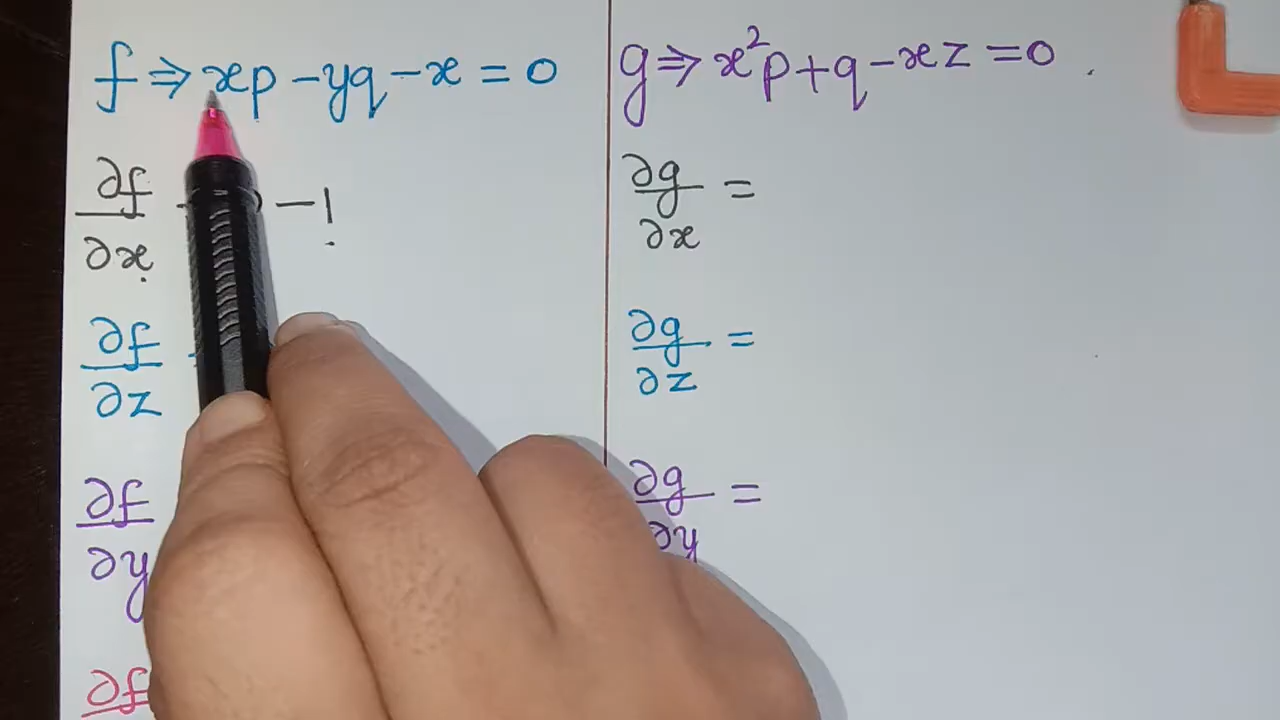 f ⇒ xp − yq − x = 0
∂f/∂x − 1
∂f/∂z
∂f/∂y
∂f
g ⇒ x²p + q − xz = 0
∂g/∂x =
∂g/∂z =
∂g/∂y =